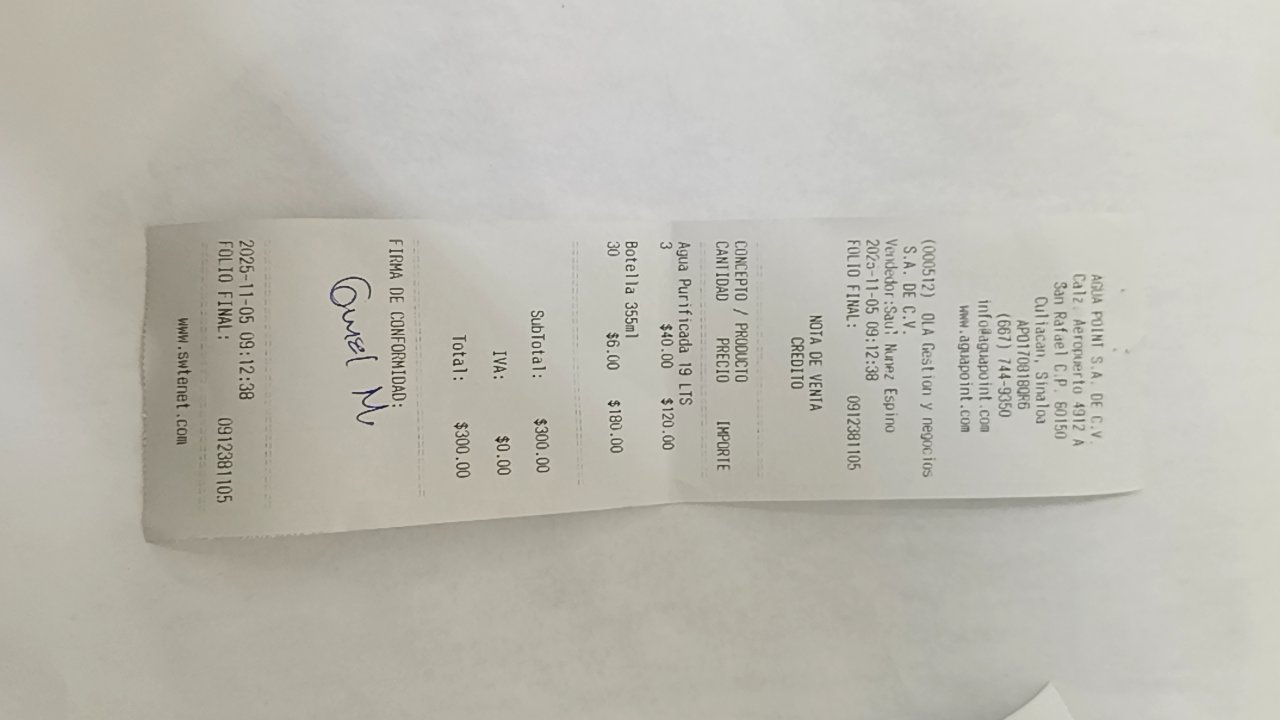 AGUA POINT S.A. DE C.V.
Calz. Aeropuerto 4912 A
San Rafael C.P. 80150
Culiacan, Sinaloa
APO170818QR6
(667) 744-9350
info@aguapoint.com
www.aguapoint.com
(000512) OLA Gestion y negocios
S.A. DE C.V.
Vendedor:Saul Nunez Espino
2025-11-05 09:12:38
FOLIO FINAL: 0912381105
NOTA DE VENTA
CREDITO
CONCEPTO / PRODUCTO
CANTIDAD PRECIO IMPORTE
Agua Purificada 19 LTS
3 $40.00 $120.00
Botella 355ml
30 $6.00 $180.00
SubTotal: $300.00
IVA: $0.00
Total: $300.00
FIRMA DE CONFORMIDAD:
2025-11-05 09:12:38
FOLIO FINAL: 0912381105
www.swtenet.com